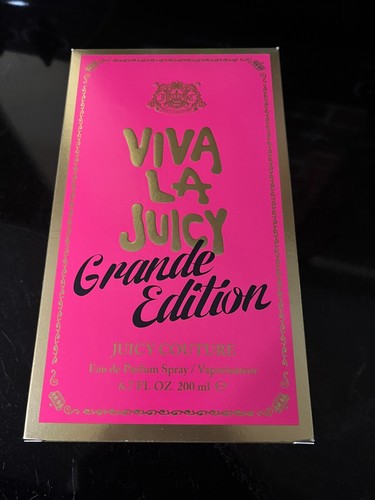 VIVA
LA
JUICY
Grande
Edition
JUICY COUTURE
Eau de Parfum Spray / Vaporisateur
6.7 FL OZ 200 ml ℮